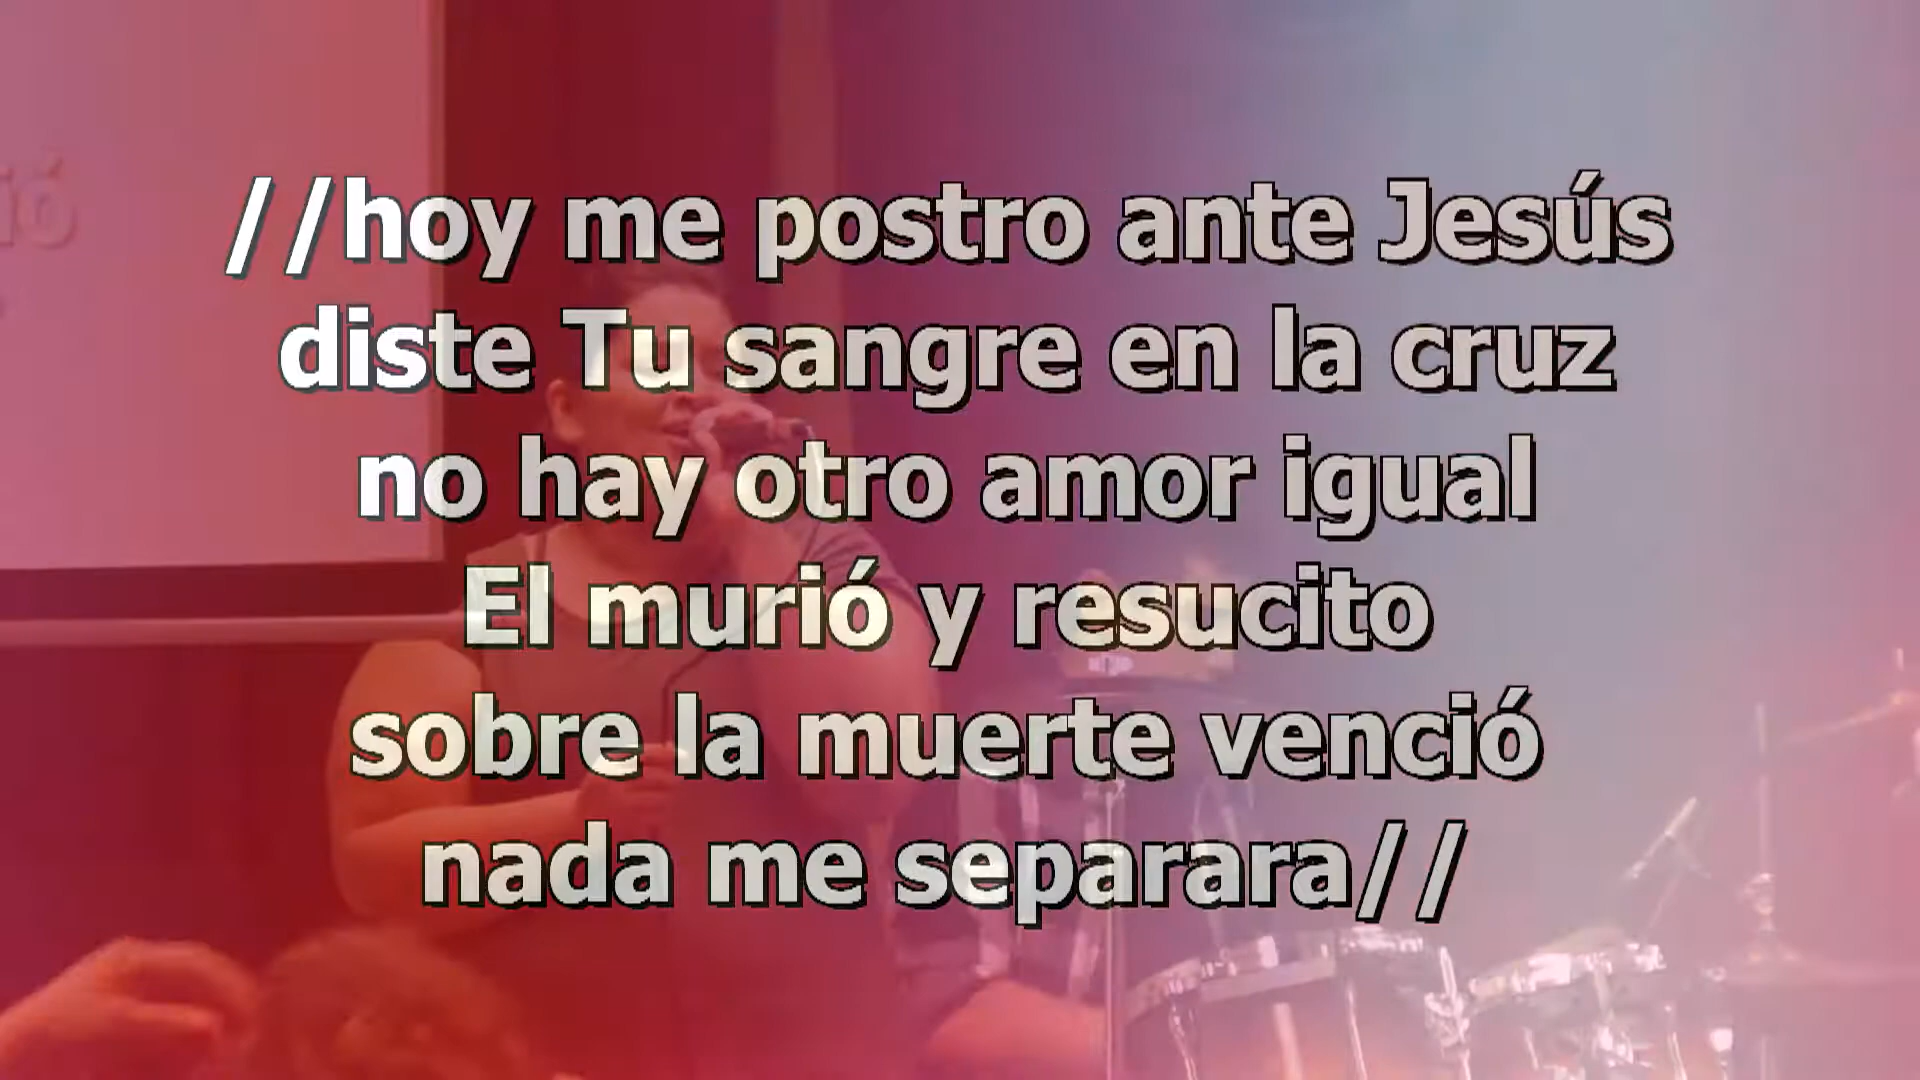 //hoy me postro ante Jesús
diste Tu sangre en la cruz
no hay otro amor igual
El murió y resucito
sobre la muerte venció
nada me separara//
ió